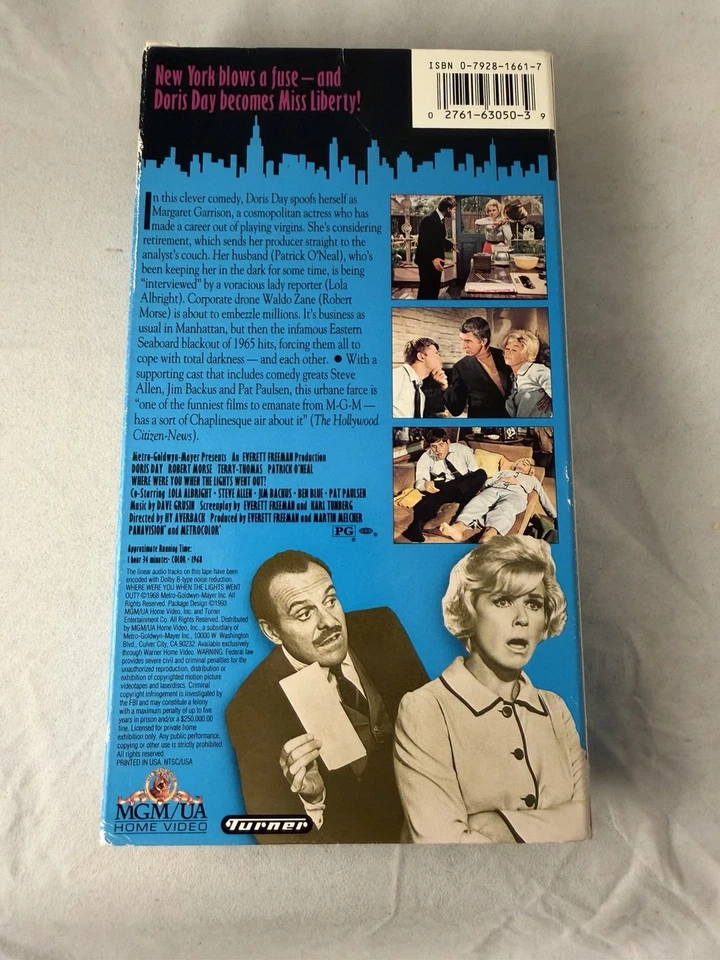 New York blows a fuse — and
Doris Day becomes Miss Liberty!
ISBN 0-7928-1661-7
0 27616 3050-3 9
In this clever comedy, Doris Day spoofs herself as
Margaret Garrison, a cosmopolitan actress who has
made a career out of playing virgins. She's considering
retirement, which sends her producer straight to the
analyst's couch. Her husband (Patrick O'Neal), who's
been keeping her in the dark for some time, is being
"interviewed" by a voracious lady reporter (Lola
Albright). Corporate drone Waldo Zane (Robert
Morse) is about to embezzle millions. It's business as
usual in Manhattan, but then the infamous Eastern
Seaboard blackout of 1965 hits, forcing them all to
cope with total darkness — and each other. ● With a
supporting cast that includes comedy greats Steve
Allen, Jim Backus and Pat Paulsen, this urbane farce is
"one of the funniest films to emanate from M-G-M —
has a sort of Chaplinesque air about it" (The Hollywood
Citizen-News).
Metro-Goldwyn-Mayer Presents An EVERETT FREEMAN Production
DORIS DAY ROBERT MORSE TERRY-THOMAS PATRICK O'NEAL
WHERE WERE YOU WHEN THE LIGHTS WENT OUT?
Co-Starring LOLA ALBRIGHT · STEVE ALLEN · JIM BACKUS · BEN BLUE · PAT PAULSEN
Music by DAVE GRUSIN Screenplay by EVERETT FREEMAN and KARL TUNBERG
Directed by HY AVERBACK Produced by EVERETT FREEMAN and MARTIN MELCHER
PANAVISION® and METROCOLOR®
PG ®
Approximate Running Time:
1 hour 34 minutes · COLOR · 1968
The linear audio tracks on this tape have been
encoded with Dolby B-type noise reduction.
WHERE WERE YOU WHEN THE LIGHTS WENT
OUT? ©1968 Metro-Goldwyn-Mayer Inc. All
Rights Reserved. Package Design ©1993
MGM/UA Home Video, Inc. and Turner
Entertainment Co. All Rights Reserved. Distributed
by MGM/UA Home Video, Inc., a subsidiary of
Metro-Goldwyn-Mayer Inc., 10000 W. Washington
Blvd., Culver City, CA 90232. Available exclusively
through Warner Home Video. WARNING: Federal law
provides severe civil and criminal penalties for the
unauthorized reproduction, distribution or
exhibition of copyrighted motion picture
videotapes and laserdiscs. Criminal
copyright infringement is investigated by
the FBI and may constitute a felony
with a maximum penalty of up to five
years in prison and/or a $250,000.00
fine. Licensed for private home
exhibition only. Any public performance,
copying or other use is strictly prohibited.
All rights reserved.
PRINTED IN USA. NTSC/USA
MGM/UA
HOME VIDEO
Turner